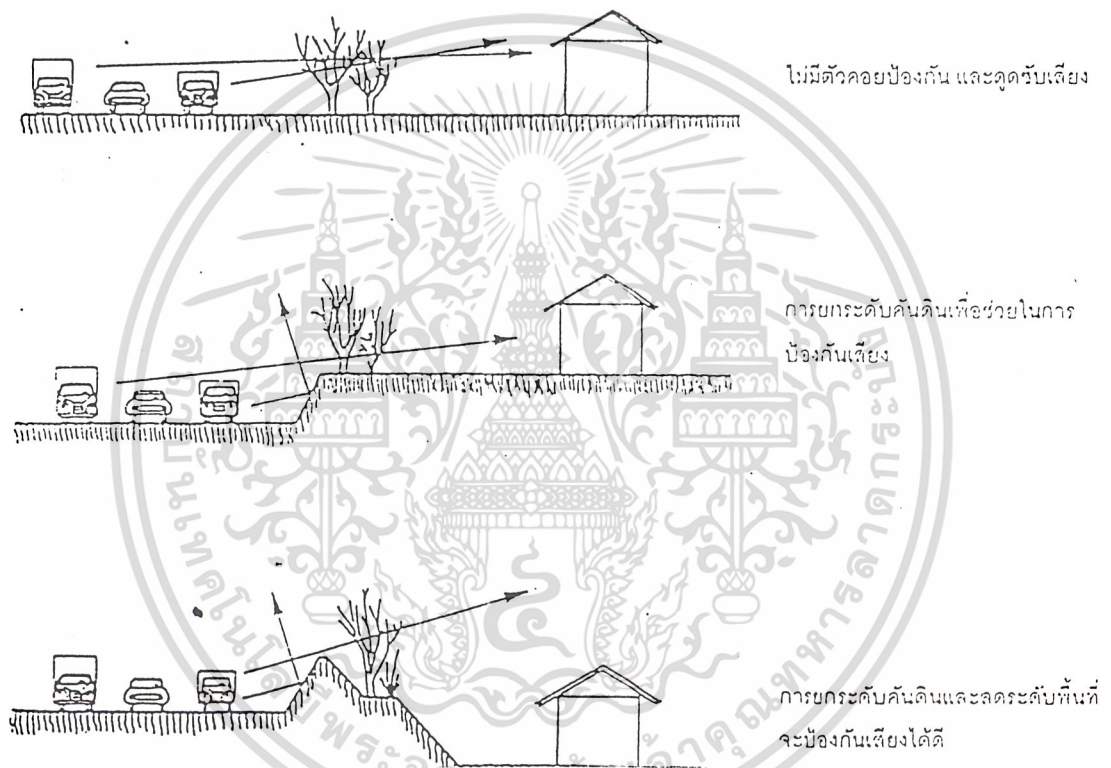 ไม่มีตัวคอยป้องกัน และดูดซับเสียง
การยกระดับคันดินเพื่อช่วยในการ
ป้องกันเสียง
การยกระดับคันดินและลดระดับพื้นที่
จะป้องกันเสียงได้ดี